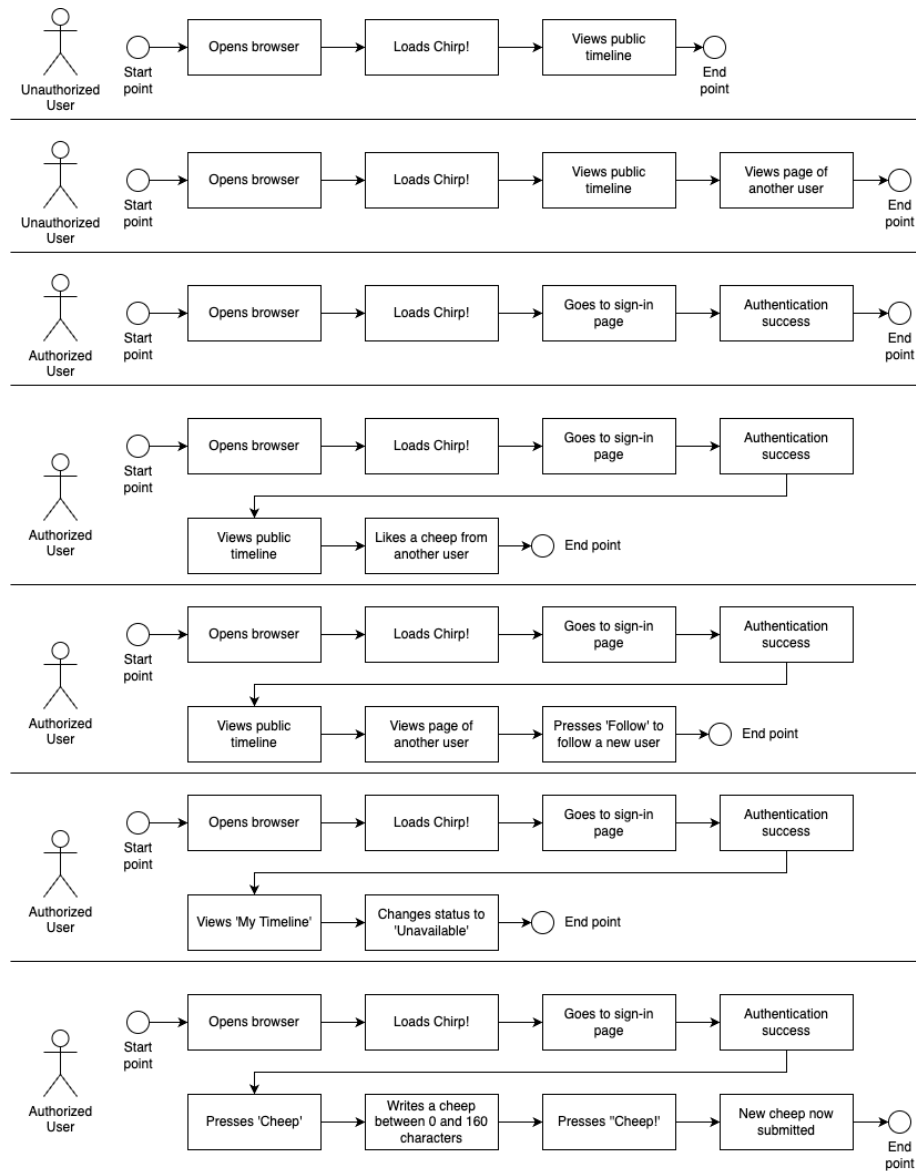 Opens browser
Loads Chirp!
Views public
timeline
Start
point
End
point
Unauthorized
User
Opens browser
Loads Chirp!
Views public
timeline
Views page of
another user
Start
point
End
point
Unauthorized
User
Opens browser
Loads Chirp!
Goes to sign-in
page
Authentication
success
Start
point
End
point
Authorized
User
Opens browser
Loads Chirp!
Goes to sign-in
page
Authentication
success
Start
point
Authorized
User
Views public
timeline
Likes a cheep from
another user
End point
Opens browser
Loads Chirp!
Goes to sign-in
page
Authentication
success
Start
point
Authorized
User
Views public
timeline
Views page of
another user
Presses 'Follow' to
follow a new user
End point
Opens browser
Loads Chirp!
Goes to sign-in
page
Authentication
success
Start
point
Authorized
User
Views 'My Timeline'
Changes status to
'Unavailable'
End point
Opens browser
Loads Chirp!
Goes to sign-in
page
Authentication
success
Start
point
Authorized
User
Presses 'Cheep'
Writes a cheep
between 0 and 160
characters
Presses "Cheep!'
New cheep now
submitted
End
point